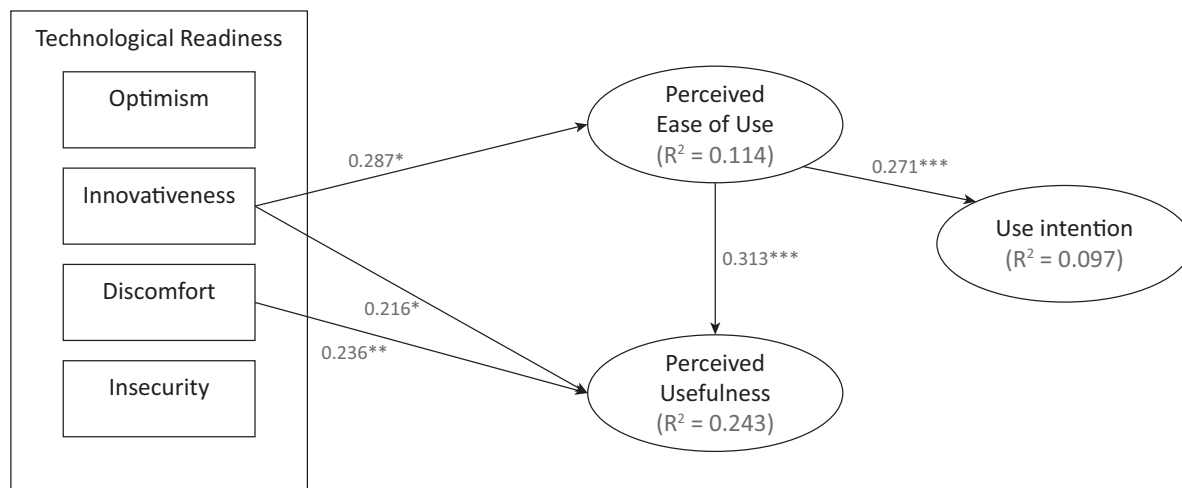 Technological Readiness
Optimism
Innovativeness
Discomfort
Insecurity
0.287*
0.216*
0.236**
Perceived
Ease of Use
(R² = 0.114)
0.313***
Perceived
Usefulness
(R² = 0.243)
0.271***
Use intention
(R² = 0.097)